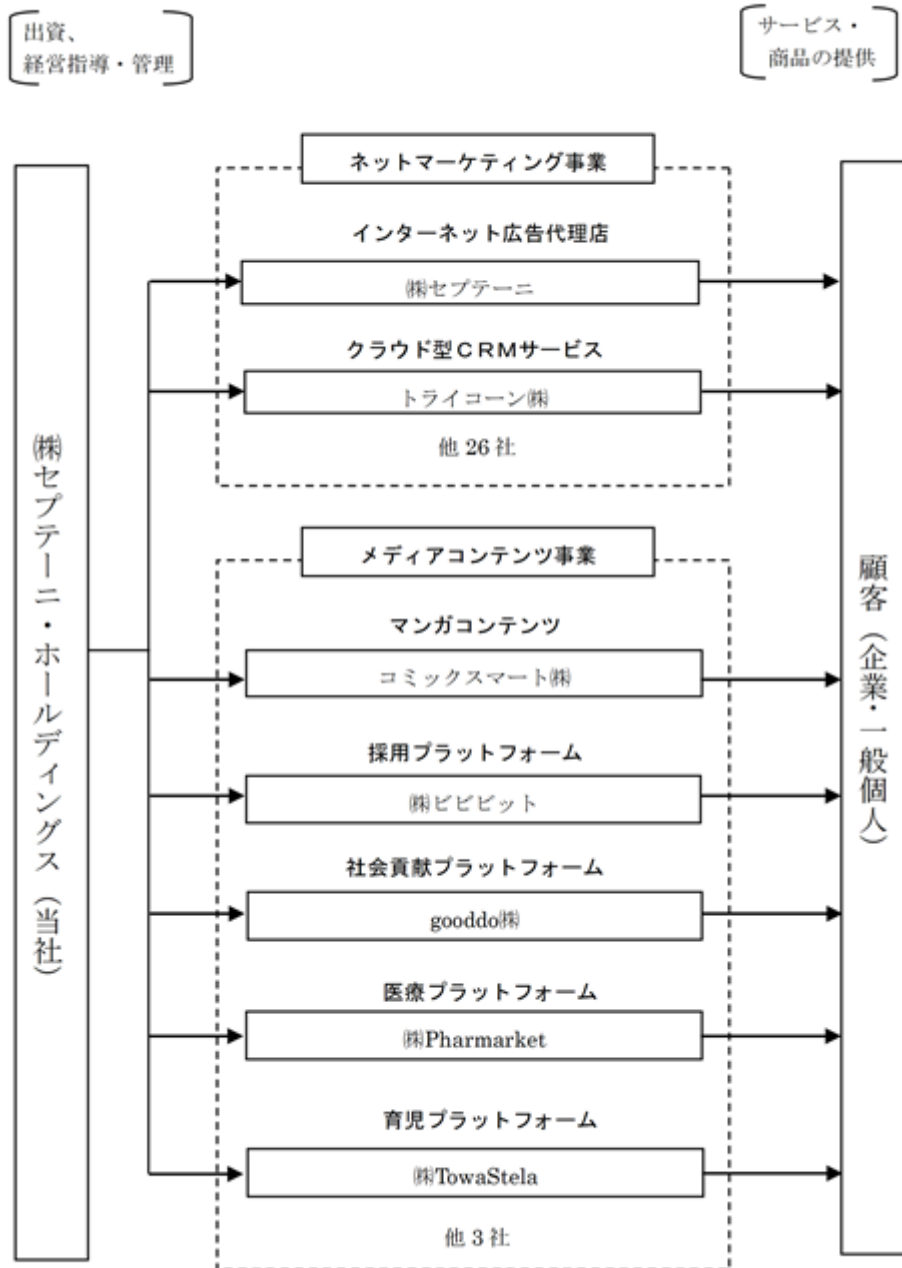 出資、
経営指導・管理
サービス・
商品の提供
㈱セプテーニ・ホールディングス（当社）
ネットマーケティング事業
インターネット広告代理店
㈱セプテーニ
クラウド型ＣＲＭサービス
トライコーン㈱
他 26 社
メディアコンテンツ事業
マンガコンテンツ
コミックスマート㈱
採用プラットフォーム
㈱ビビビット
社会貢献プラットフォーム
gooddo㈱
医療プラットフォーム
㈱Pharmarket
育児プラットフォーム
㈱TowaStela
他 3 社
顧客（企業・一般個人）